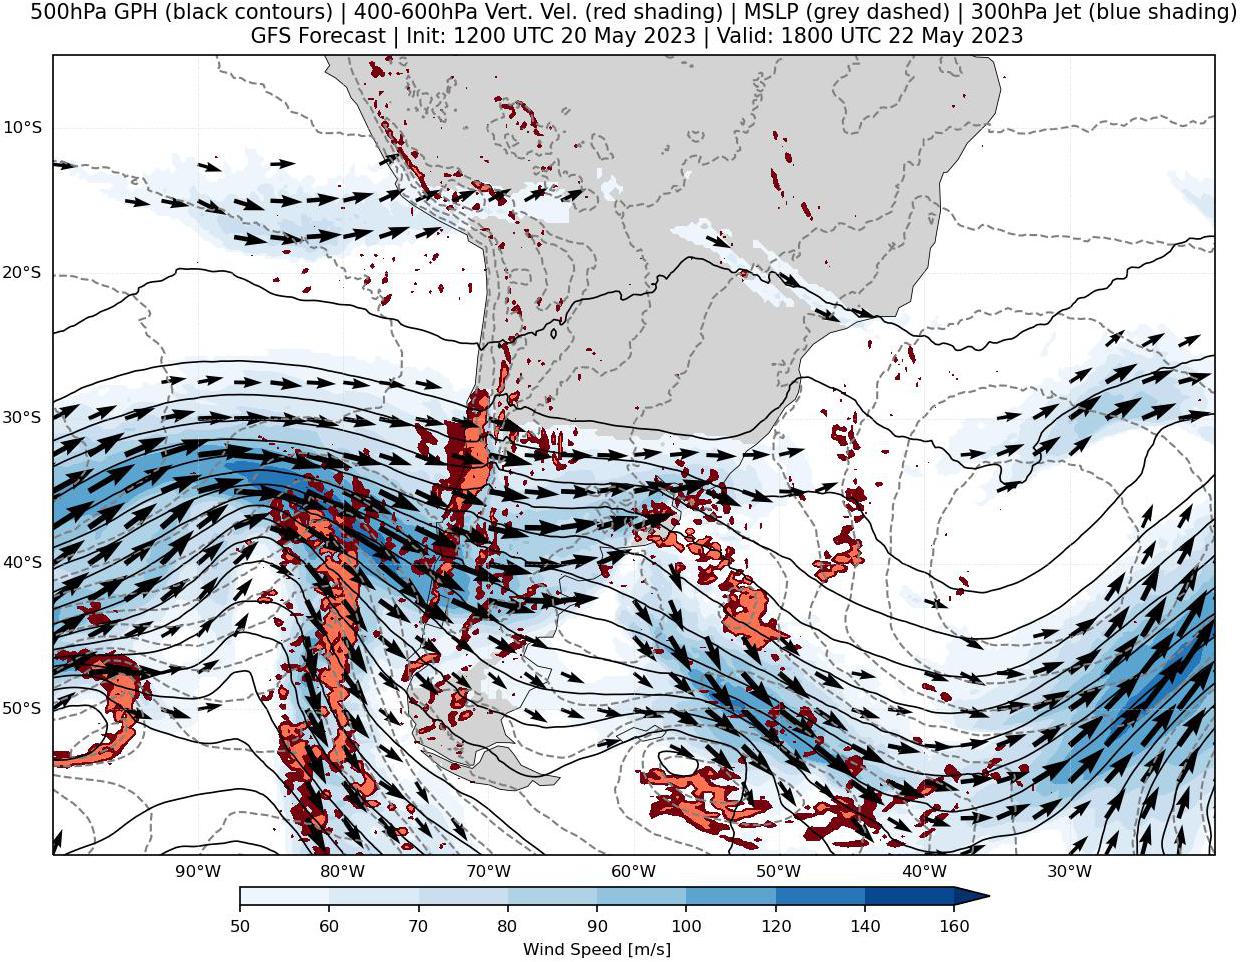 500hPa GPH (black contours) | 400-600hPa Vert. Vel. (red shading) | MSLP (grey dashed) | 300hPa Jet (blue shading)
GFS Forecast | Init: 1200 UTC 20 May 2023 | Valid: 1800 UTC 22 May 2023
10°S
20°S
30°S
40°S
50°S
90°W 80°W 70°W 60°W 50°W 40°W 30°W
50 60 70 80 90 100 120 140 160
Wind Speed [m/s]